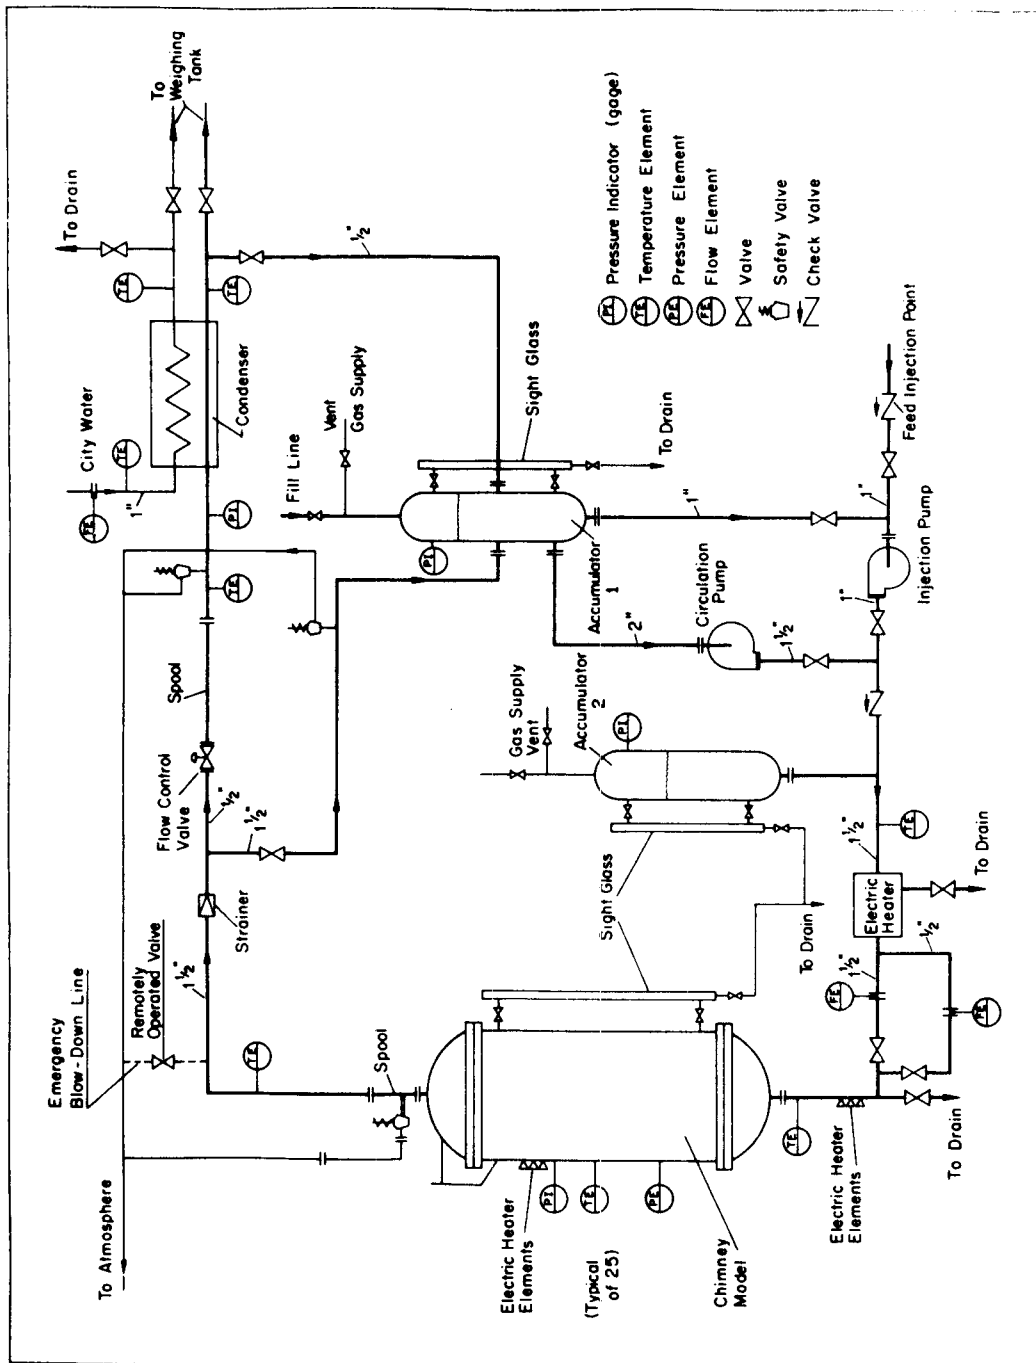 To Atmosphere
Emergency
Blow-Down Line
Remotely
Operated Valve
Flow Control
Valve
Spool
City Water
To Drain
To
Weighing
Tank
FE
TE
1"
TE
TE
Condenser
PI
TE
1 1/2"
Strainer
1/2"
1 1/2"
TE
Spool
Fill Line
Vent
Gas Supply
1/2"
PI
Sight Glass
Accumulator
1
To Drain
Gas Supply
Vent
Accumulator
2
PI
2"
Circulation
Pump
1 1/2"
1"
Sight Glass
To Drain
Electric Heater
Elements
PI
TE
PE
(Typical
of 25)
Chimney
Model
TE
Electric Heater
Elements
To Drain
FE
1 1/2"
1/2"
FE
Electric
Heater
To Drain
1 1/2"
TE
1"
Injection Pump
1"
Feed Injection Point
PI Pressure Indicator (gage)
TE Temperature Element
PE Pressure Element
FE Flow Element
Valve
Safety Valve
Check Valve